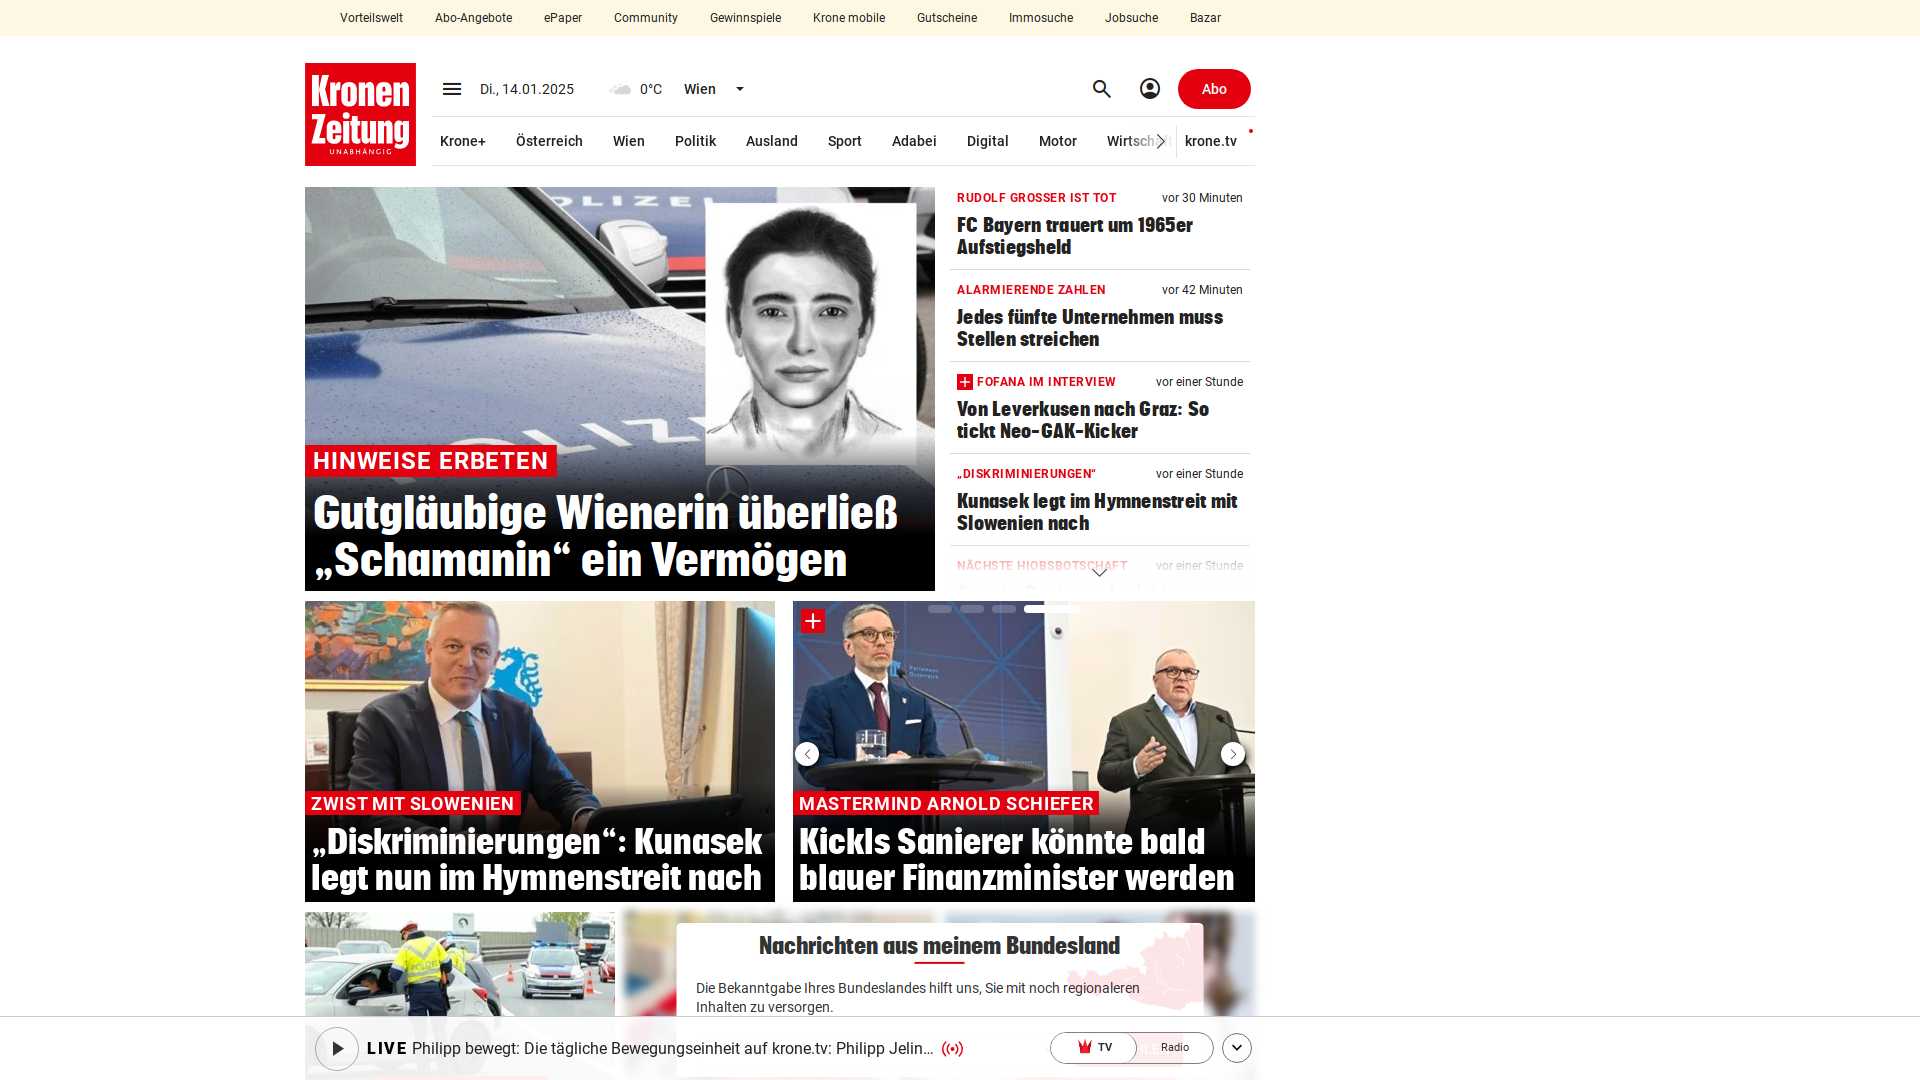 Vorteilswelt
Abo-Angebote
ePaper
Community
Gewinnspiele
Krone mobile
Gutscheine
Immosuche
Jobsuche
Bazar
Kronen
Zeitung
UNABHÄNGIG
Di., 14.01.2025
0°C
Wien
Abo
Krone+
Österreich
Wien
Politik
Ausland
Sport
Adabei
Digital
Motor
Wirtschaft
krone.tv
POLIZEI
HINWEISE ERBETEN
Gutgläubige Wienerin überließ
„Schamanin“ ein Vermögen
RUDOLF GROSSER IST TOT
vor 30 Minuten
FC Bayern trauert um 1965er
Aufstiegsheld
ALARMIERENDE ZAHLEN
vor 42 Minuten
Jedes fünfte Unternehmen muss
Stellen streichen
FOFANA IM INTERVIEW
vor einer Stunde
Von Leverkusen nach Graz: So
tickt Neo-GAK-Kicker
„DISKRIMINIERUNGEN“
vor einer Stunde
Kunasek legt im Hymnenstreit mit
Slowenien nach
NÄCHSTE HIOBSBOTSCHAFT
vor einer Stunde
ZWIST MIT SLOWENIEN
„Diskriminierungen“: Kunasek
legt nun im Hymnenstreit nach
Parlament
Österreich
MASTERMIND ARNOLD SCHIEFER
Kickls Sanierer könnte bald
blauer Finanzminister werden
Nachrichten aus meinem Bundesland
Die Bekanntgabe Ihres Bundeslandes hilft uns, Sie mit noch regionaleren
Inhalten zu versorgen.
LIVE Philipp bewegt: Die tägliche Bewegungseinheit auf krone.tv: Philipp Jelin...
TV
Radio